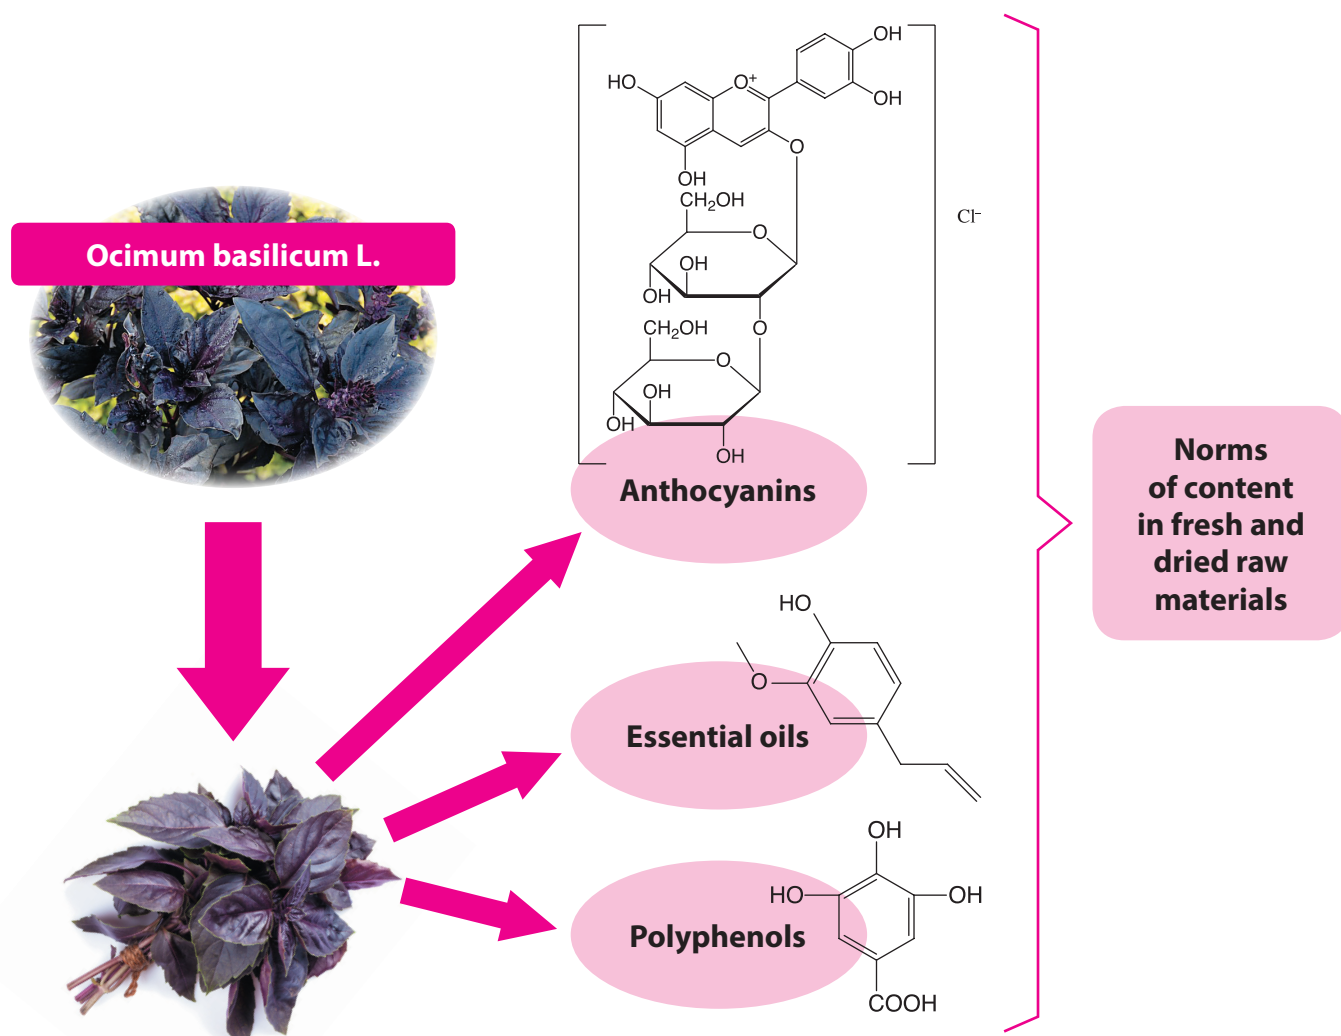 Ocimum basilicum L.
OH
HO
O+
OH
O
OH
CH2OH
Cl−
O
OH
OH
O
CH2OH
O
OH
OH
OH
Anthocyanins
HO
O
Essential oils
OH
HO
OH
Polyphenols
COOH
Norms
of content
in fresh and
dried raw
materials